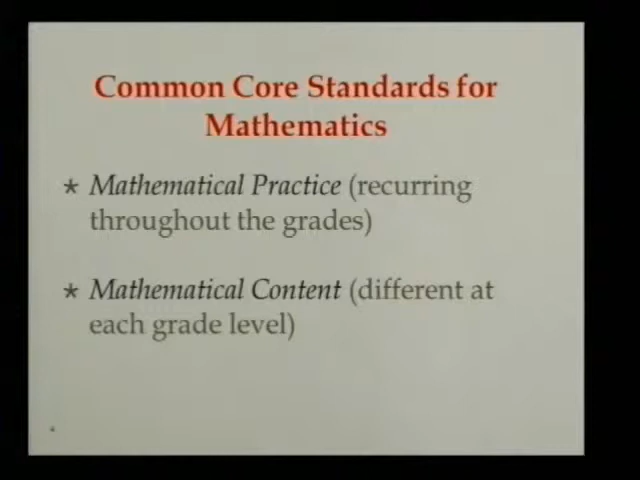 Common Core Standards for
Mathematics
* Mathematical Practice (recurring
throughout the grades)
* Mathematical Content (different at
each grade level)